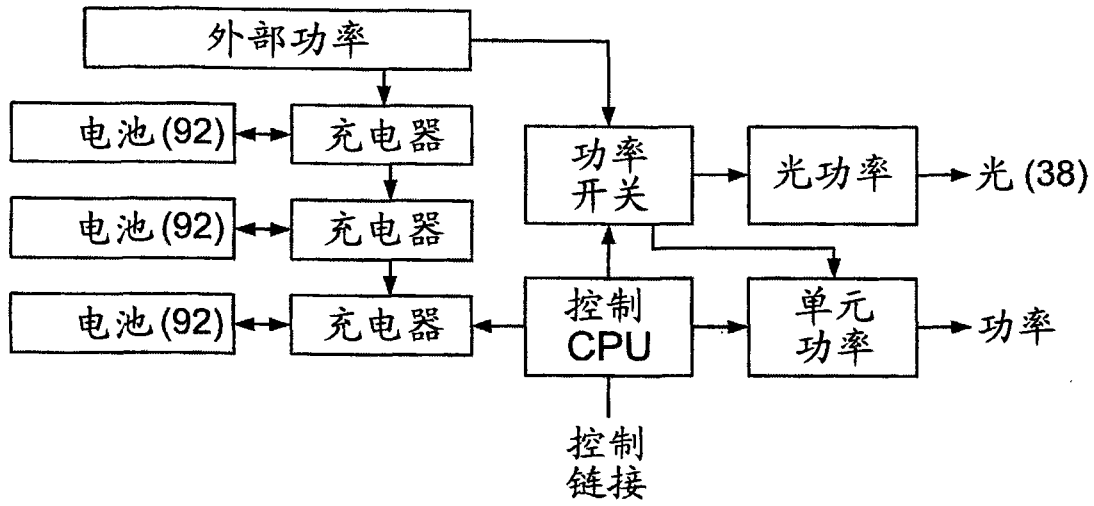 外部功率
电池(92)
充电器
功率
开关
光功率
光(38)
电池(92)
充电器
电池(92)
充电器
控制
CPU
单元
功率
功率
控制
链接